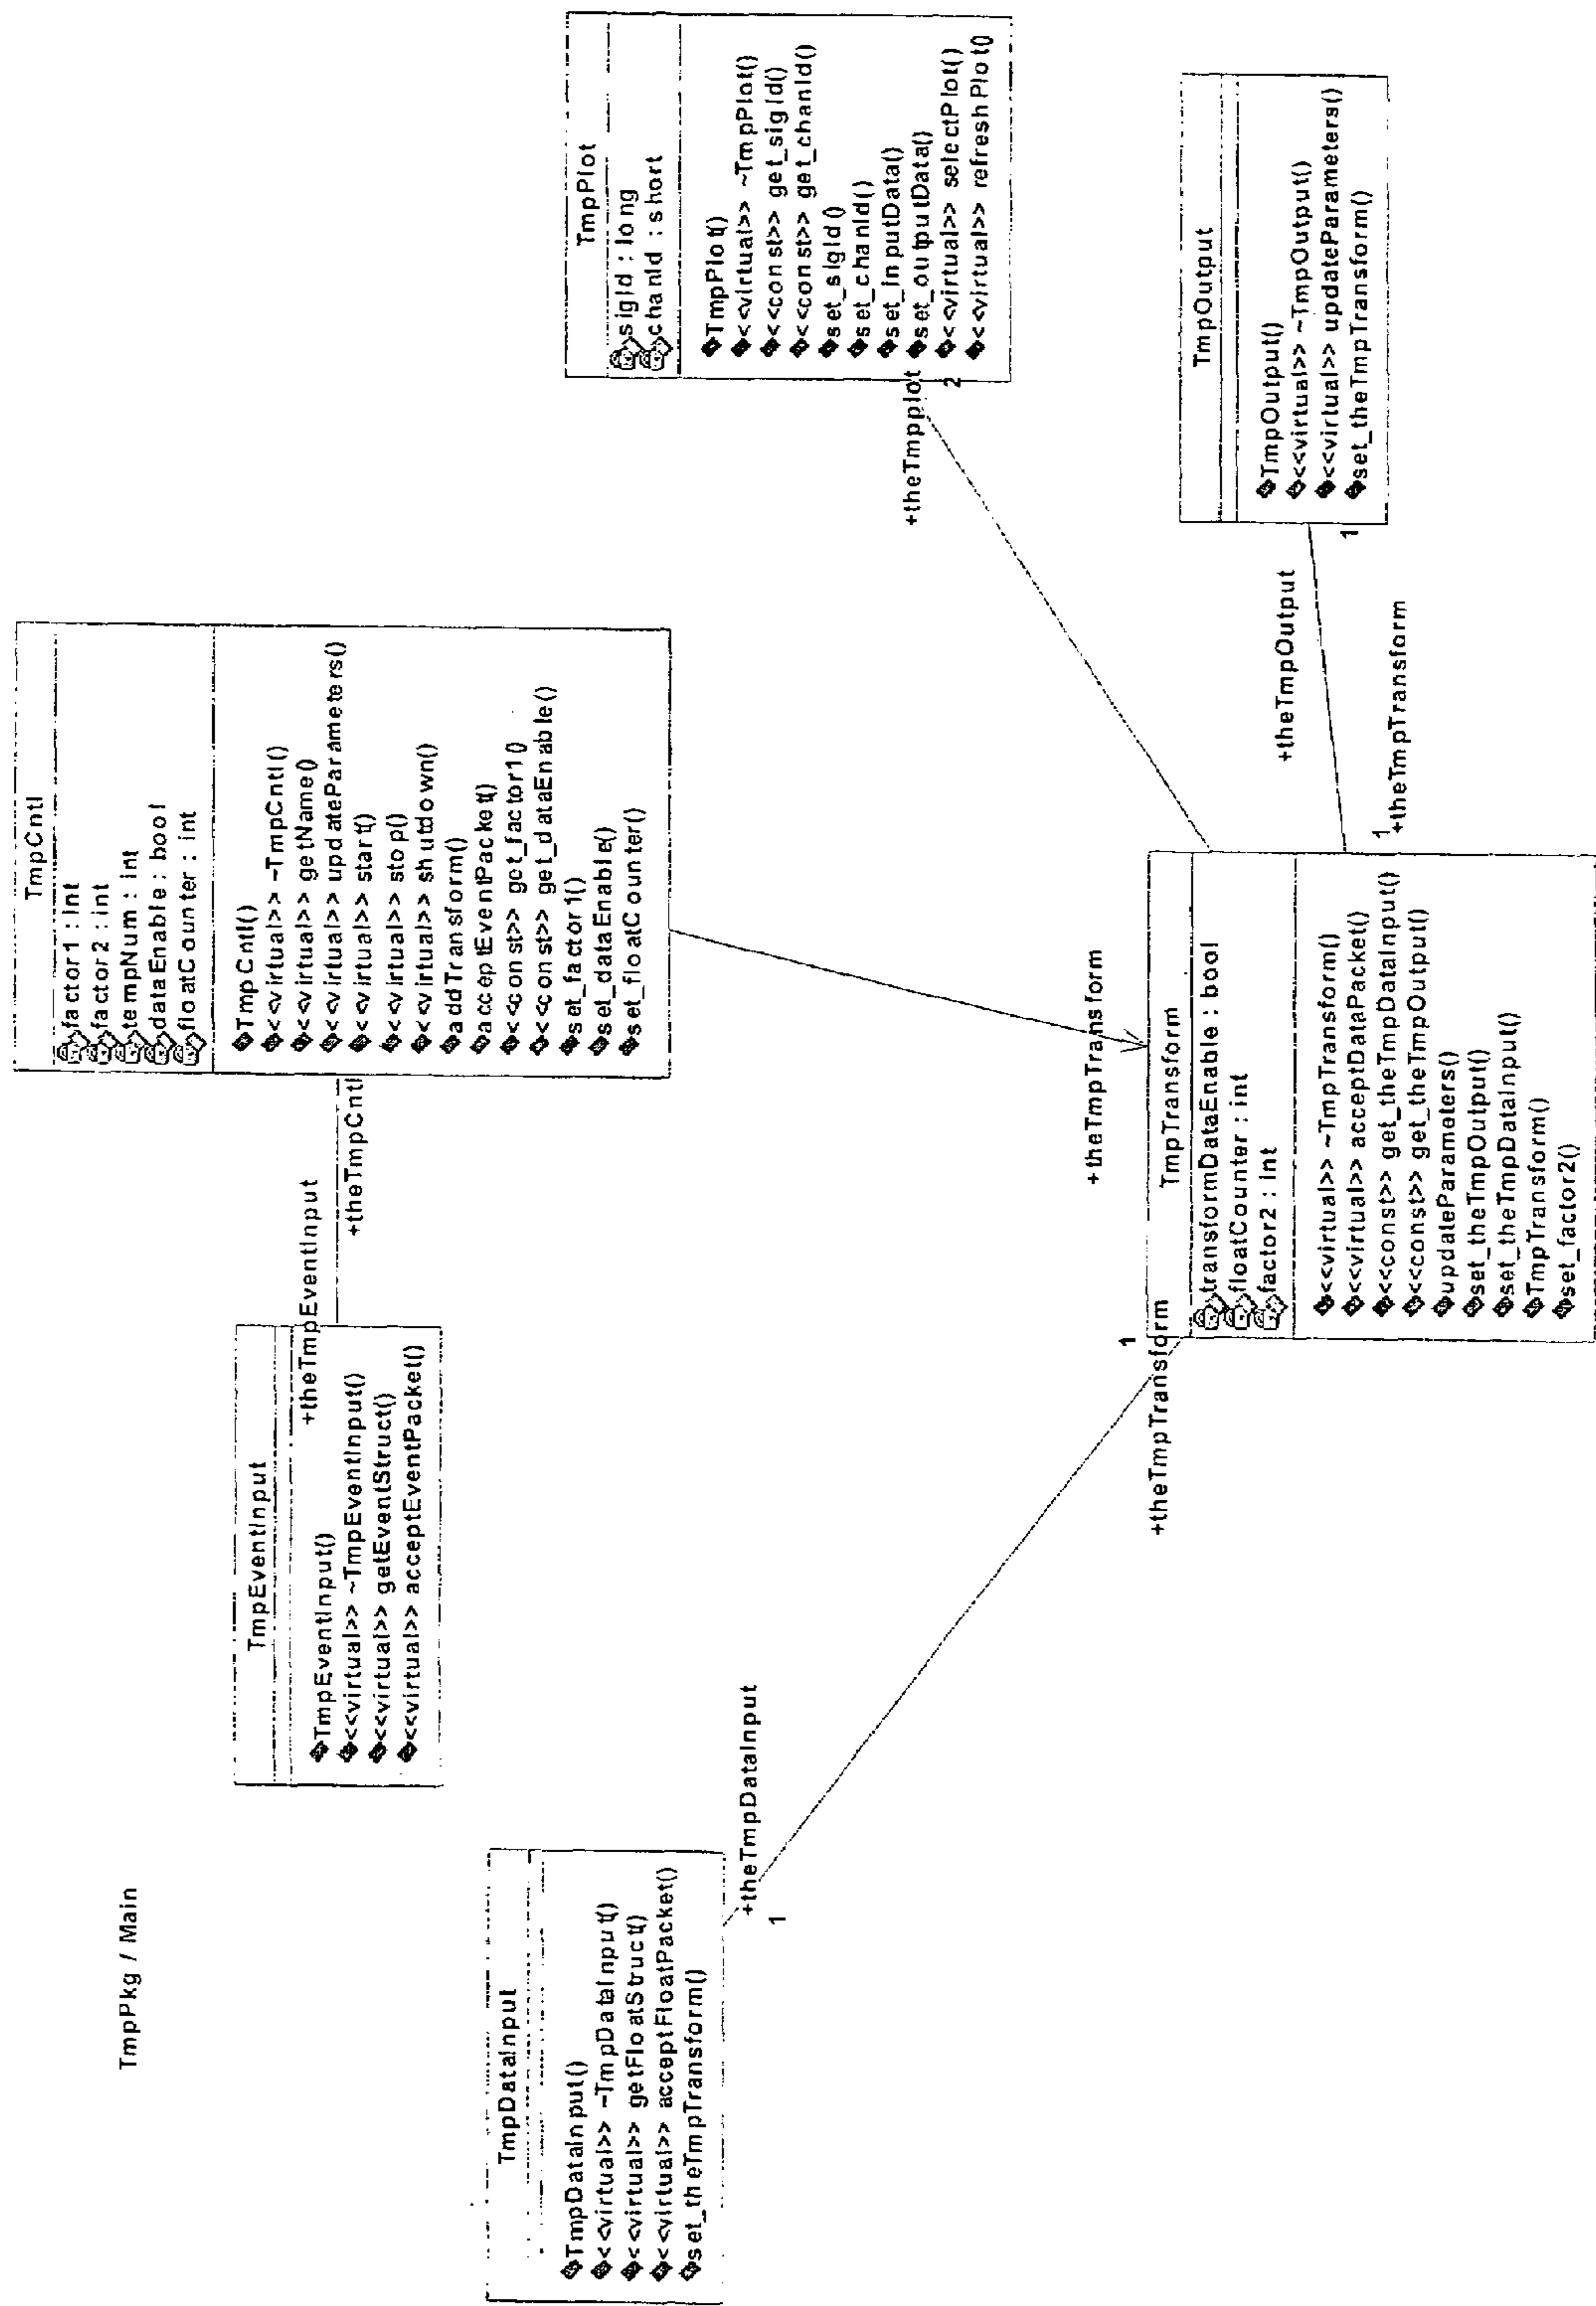 TmpPkg / Main
TmpDataInput
TmpDataInput()
<<virtual>> ~TmpDataInput()
<<virtual>> getFloatStruct()
<<virtual>> acceptFloatPacket()
set_theTmpTransform()
+theTmpDataInput
1
TmpEventInput
TmpEventInput()
<<virtual>> ~TmpEventInput()
<<virtual>> getEventStruct()
<<virtual>> acceptEventPacket()
+theTmpEventInput
+theTmpCntl
TmpCntl
factor1 : int
factor2 : int
tempNum : int
dataEnable : bool
floatCounter : int
TmpCntl()
<<virtual>> ~TmpCntl()
<<virtual>> getName()
<<virtual>> updateParameters()
<<virtual>> start()
<<virtual>> stop()
<<virtual>> shutdown()
addTransform()
acceptEventPacket()
<<const>> get_factor1()
<<const>> get_dataEnable()
set_factor1()
set_dataEnable()
set_floatCounter()
+theTmpTransform
1
+theTmpTransform
TmpTransform
transformDataEnable : bool
floatCounter : int
factor2 : int
<<virtual>> ~TmpTransform()
<<virtual>> acceptDataPacket()
<<const>> get_theTmpDataInput()
<<const>> get_theTmpOutput()
updateParameters()
set_theTmpOutput()
set_theTmpDataInput()
TmpTransform()
set_factor2()
TmpPlot
sigId : long
chanId : short
TmpPlot()
<<virtual>> ~TmpPlot()
<<const>> get_sigId()
<<const>> get_chanId()
set_sigId()
set_chanId()
set_inputData()
set_outputData()
<<virtual>> selectPlot()
<<virtual>> refreshPlot()
+theTmpplot
2
TmpOutput
TmpOutput()
<<virtual>> ~TmpOutput()
<<virtual>> updateParameters()
set_theTmpTransform()
+theTmpOutput
1
1
+theTmpTransform